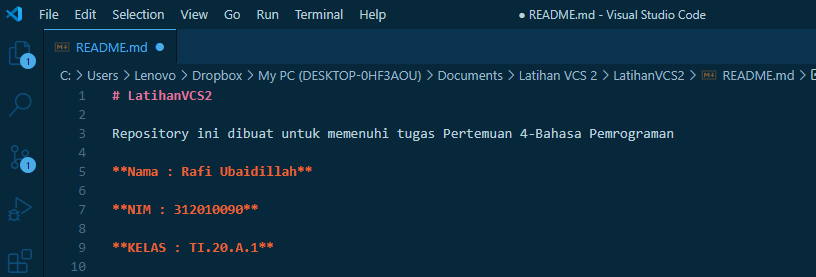 File Edit Selection View Go Run Terminal Help ● README.md - Visual Studio Code
README.md ●
1
C: > Users > Lenovo > Dropbox > My PC (DESKTOP-0HF3AOU) > Documents > Latihan VCS 2 > LatihanVCS2 > README.md >
1 # LatihanVCS2
2
3 Repository ini dibuat untuk memenuhi tugas Pertemuan 4-Bahasa Pemrograman
4
1
5 **Nama : Rafi Ubaidillah**
6
7 **NIM : 312010090**
8
9 **KELAS : TI.20.A.1**
10